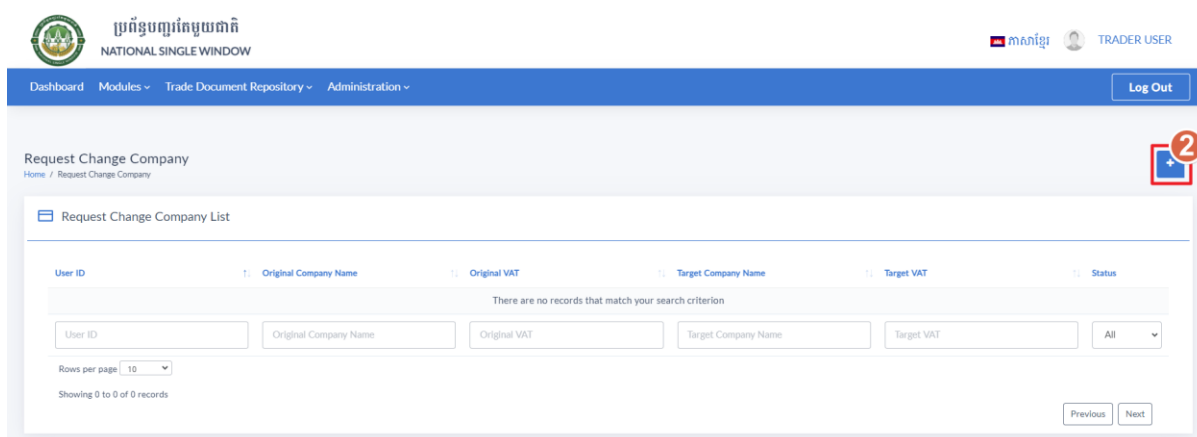 ប្រព័ន្ធបញ្ជរតែមួយជាតិ
NATIONAL SINGLE WINDOW
ភាសាខ្មែរ TRADER USER
Dashboard Modules Trade Document Repository Administration Log Out
2
+
Request Change Company
Home / Request Change Company
Request Change Company List
User ID Original Company Name Original VAT Target Company Name Target VAT Status
There are no records that match your search criterion
User ID Original Company Name Original VAT Target Company Name Target VAT All
Rows per page 10
Showing 0 to 0 of 0 records
Previous Next